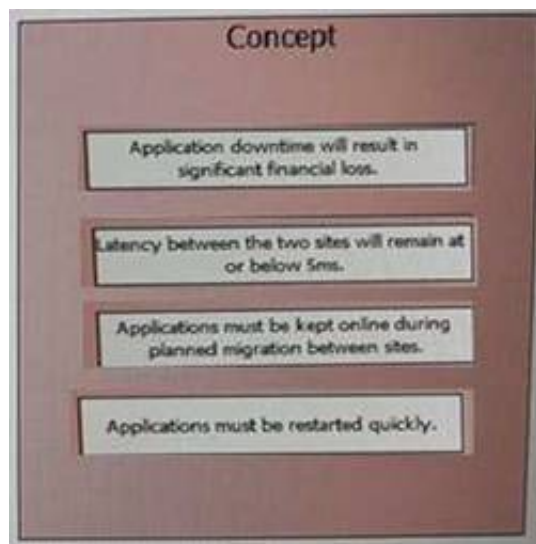 Concept
Application downtime will result in
significant financial loss.
Latency between the two sites will remain at
or below 5ms.
Applications must be kept online during
planned migration between sites.
Applications must be restarted quickly.